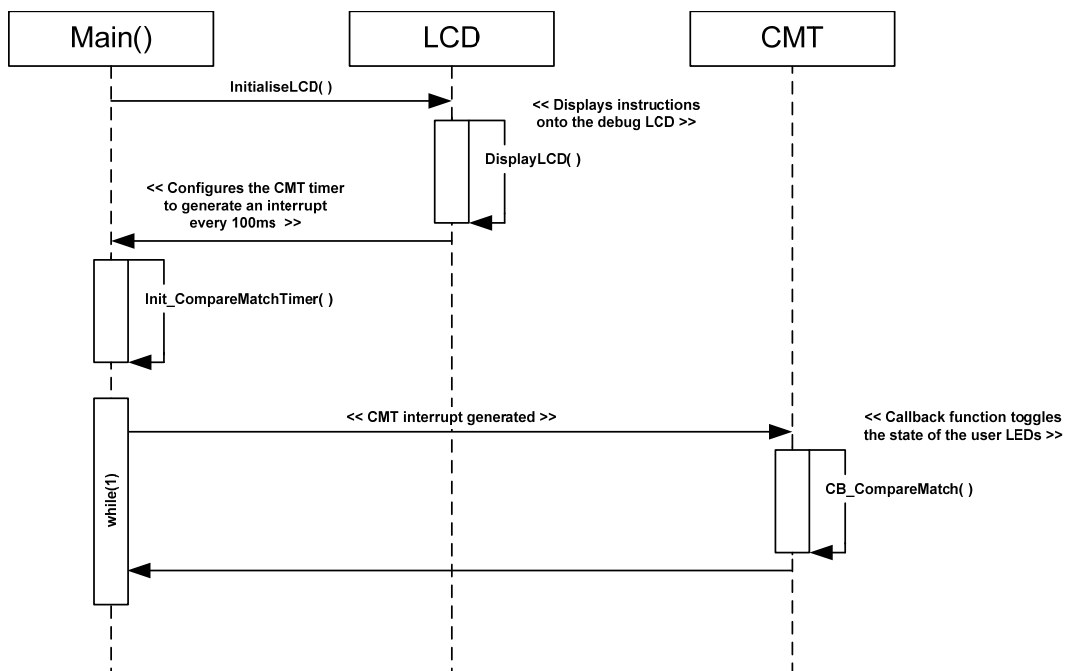 Main()
LCD
CMT
InitialiseLCD( )
<< Displays instructions
onto the debug LCD >>
DisplayLCD( )
<< Configures the CMT timer
to generate an interrupt
every 100ms  >>
Init_CompareMatchTimer( )
<< CMT interrupt generated >>
<< Callback function toggles
the state of the user LEDs >>
while(1)
CB_CompareMatch( )